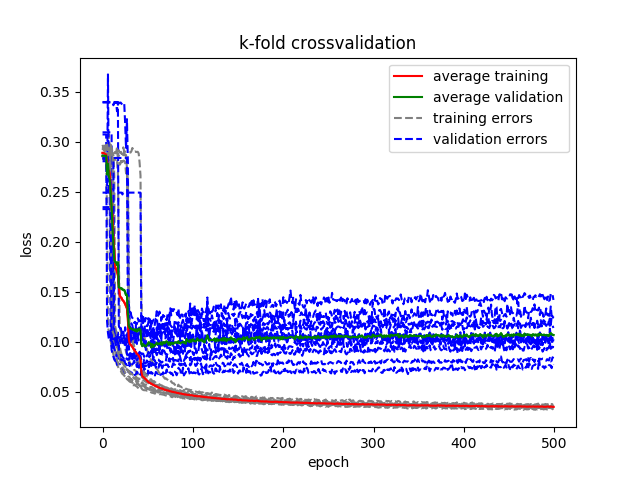 k-fold crossvalidation
average training
average validation
training errors
validation errors
loss
0.35
0.30
0.25
0.20
0.15
0.10
0.05
0 100 200 300 400 500
epoch